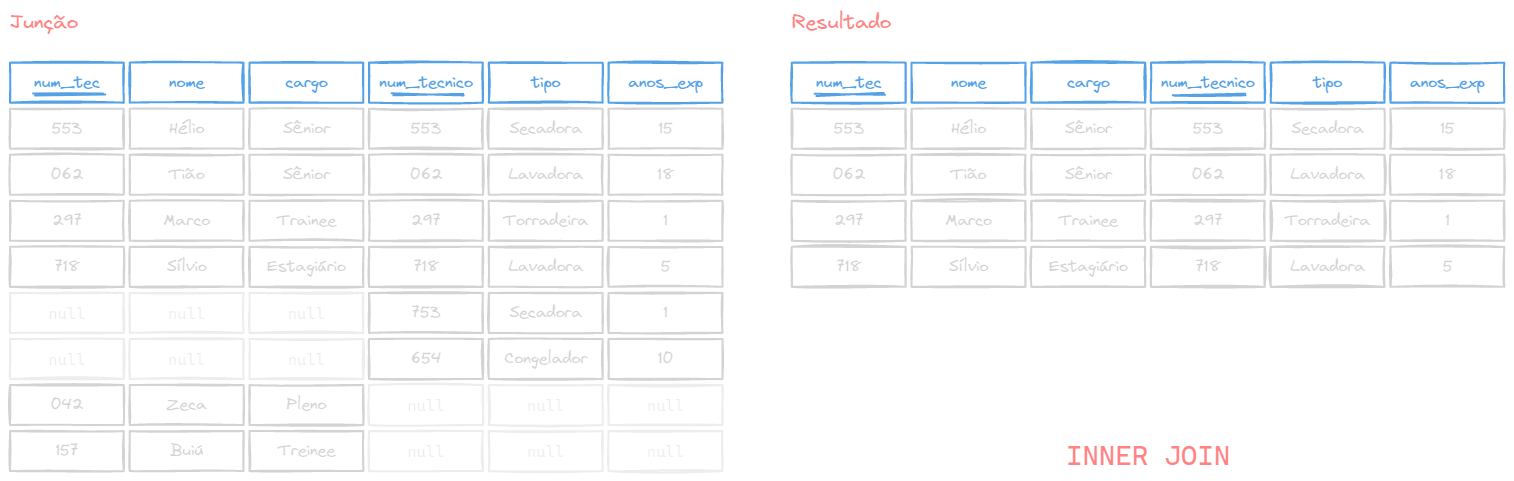 Junção
num_tec nome cargo num_tecnico tipo anos_exp
553 Hélio Sênior 553 Secadora 15
062 Tião Sênior 062 Lavadora 18
297 Marco Trainee 297 Torradeira 1
718 Sílvio Estagiário 718 Lavadora 5
null null null 753 Secadora 1
null null null 654 Congelador 10
042 Zeca Pleno null null null
157 Buiú Treinee null null null
Resultado
num_tec nome cargo num_tecnico tipo anos_exp
553 Hélio Sênior 553 Secadora 15
062 Tião Sênior 062 Lavadora 18
297 Marco Trainee 297 Torradeira 1
718 Sílvio Estagiário 718 Lavadora 5
INNER JOIN